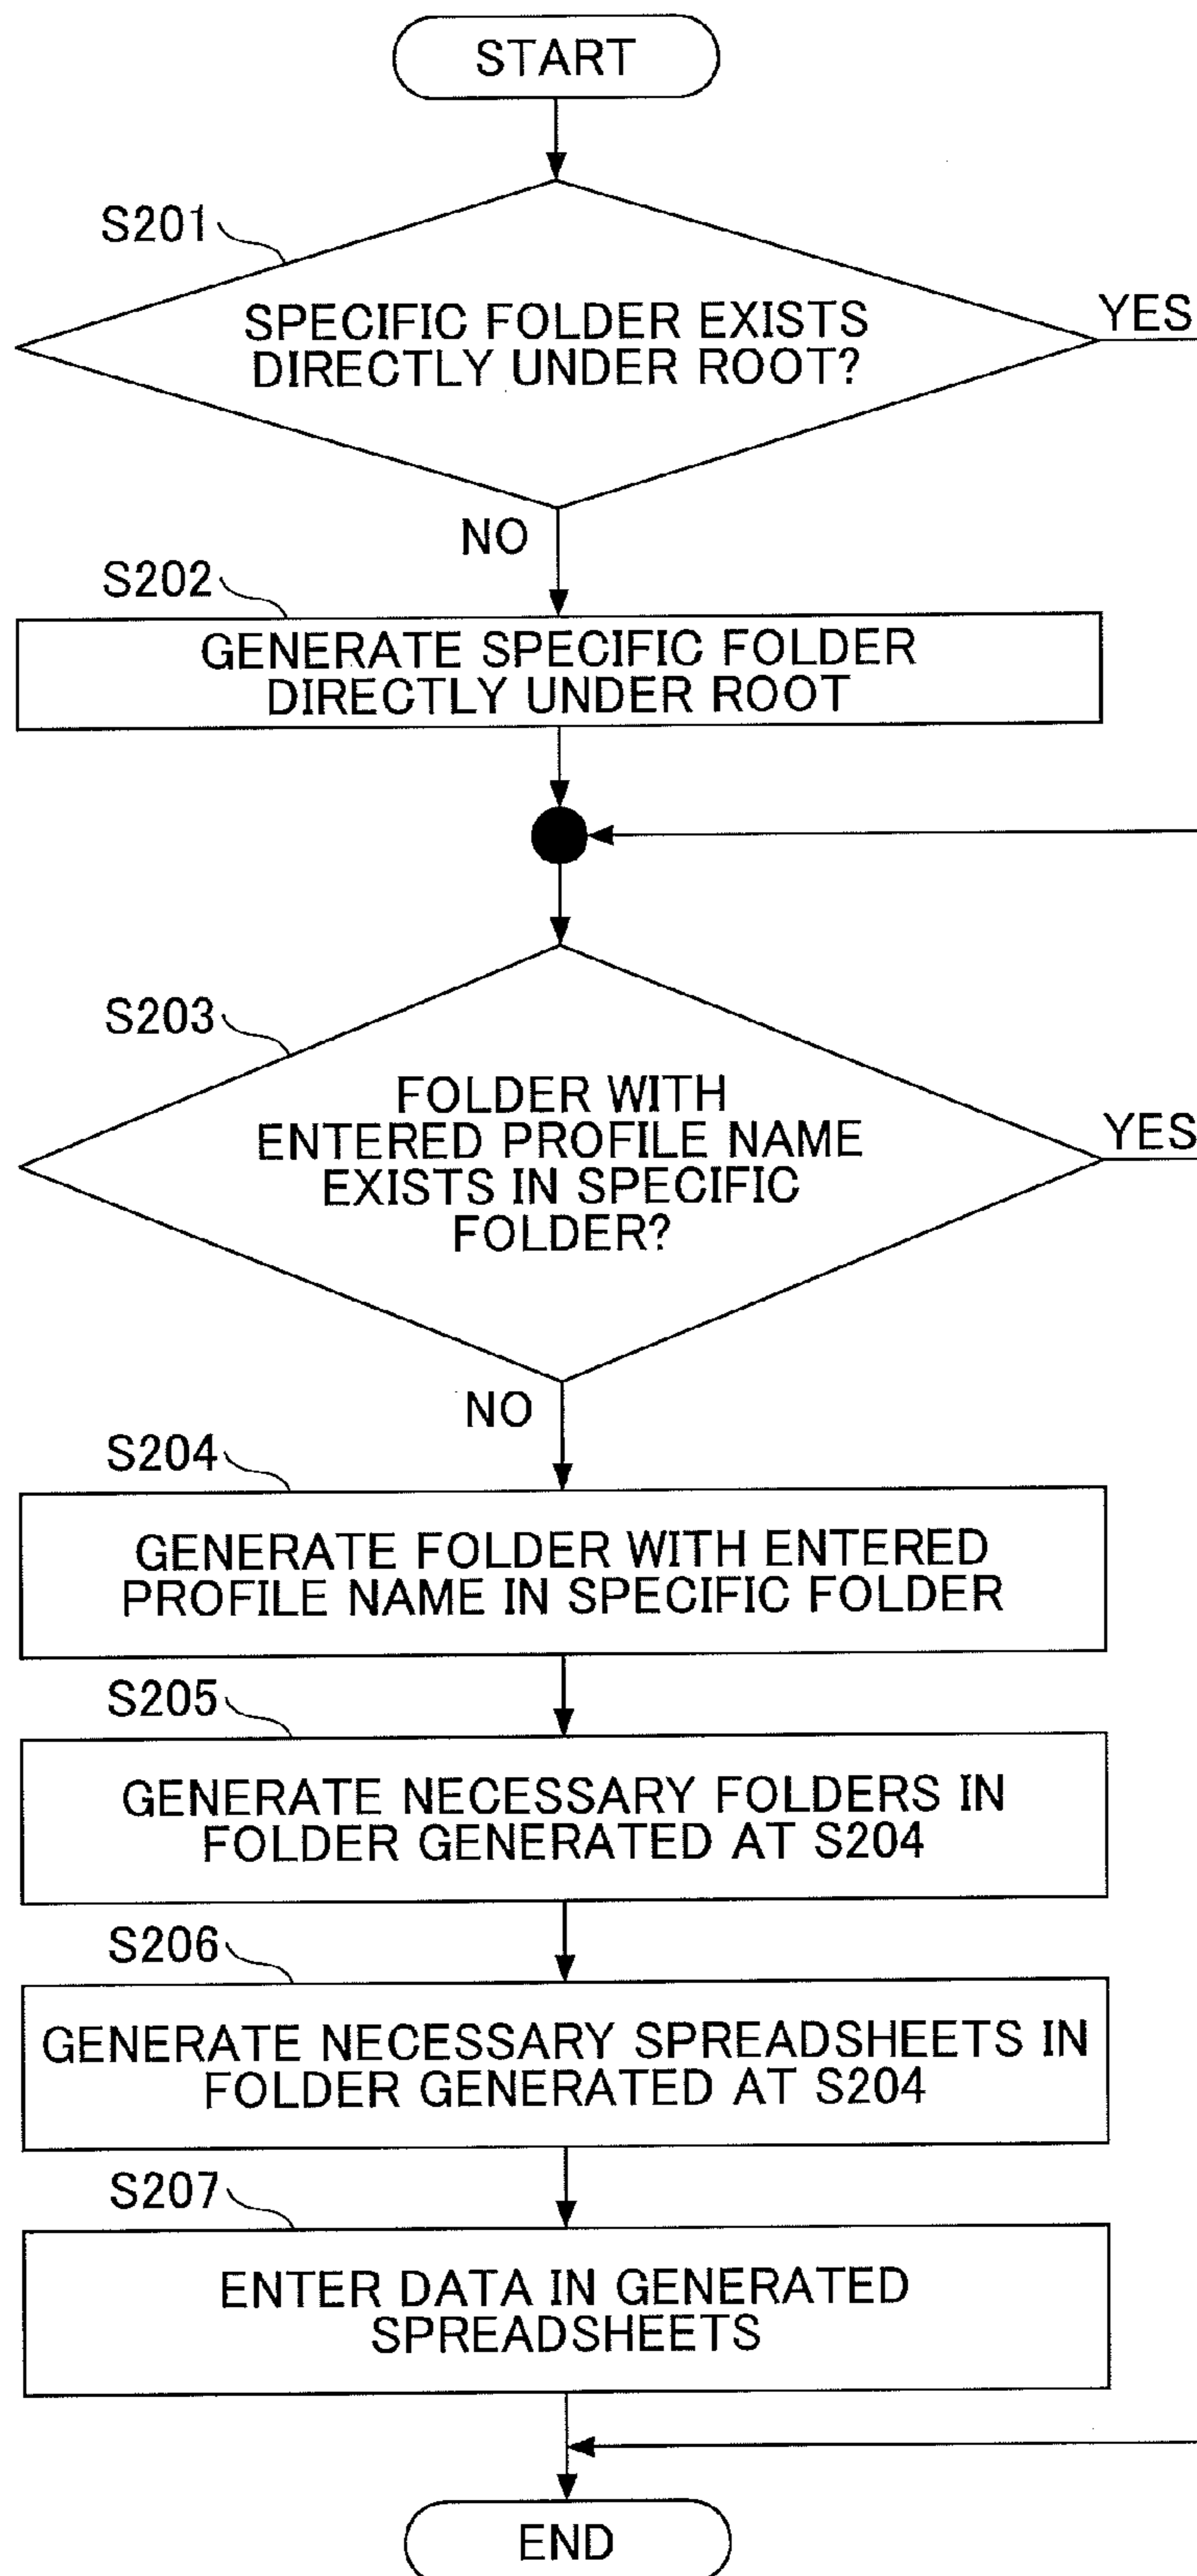 START
S201
SPECIFIC FOLDER EXISTS
DIRECTLY UNDER ROOT?
YES
NO
S202
GENERATE SPECIFIC FOLDER
DIRECTLY UNDER ROOT
S203
FOLDER WITH
ENTERED PROFILE NAME
EXISTS IN SPECIFIC
FOLDER?
YES
NO
S204
GENERATE FOLDER WITH ENTERED
PROFILE NAME IN SPECIFIC FOLDER
S205
GENERATE NECESSARY FOLDERS IN
FOLDER GENERATED AT S204
S206
GENERATE NECESSARY SPREADSHEETS IN
FOLDER GENERATED AT S204
S207
ENTER DATA IN GENERATED
SPREADSHEETS
END